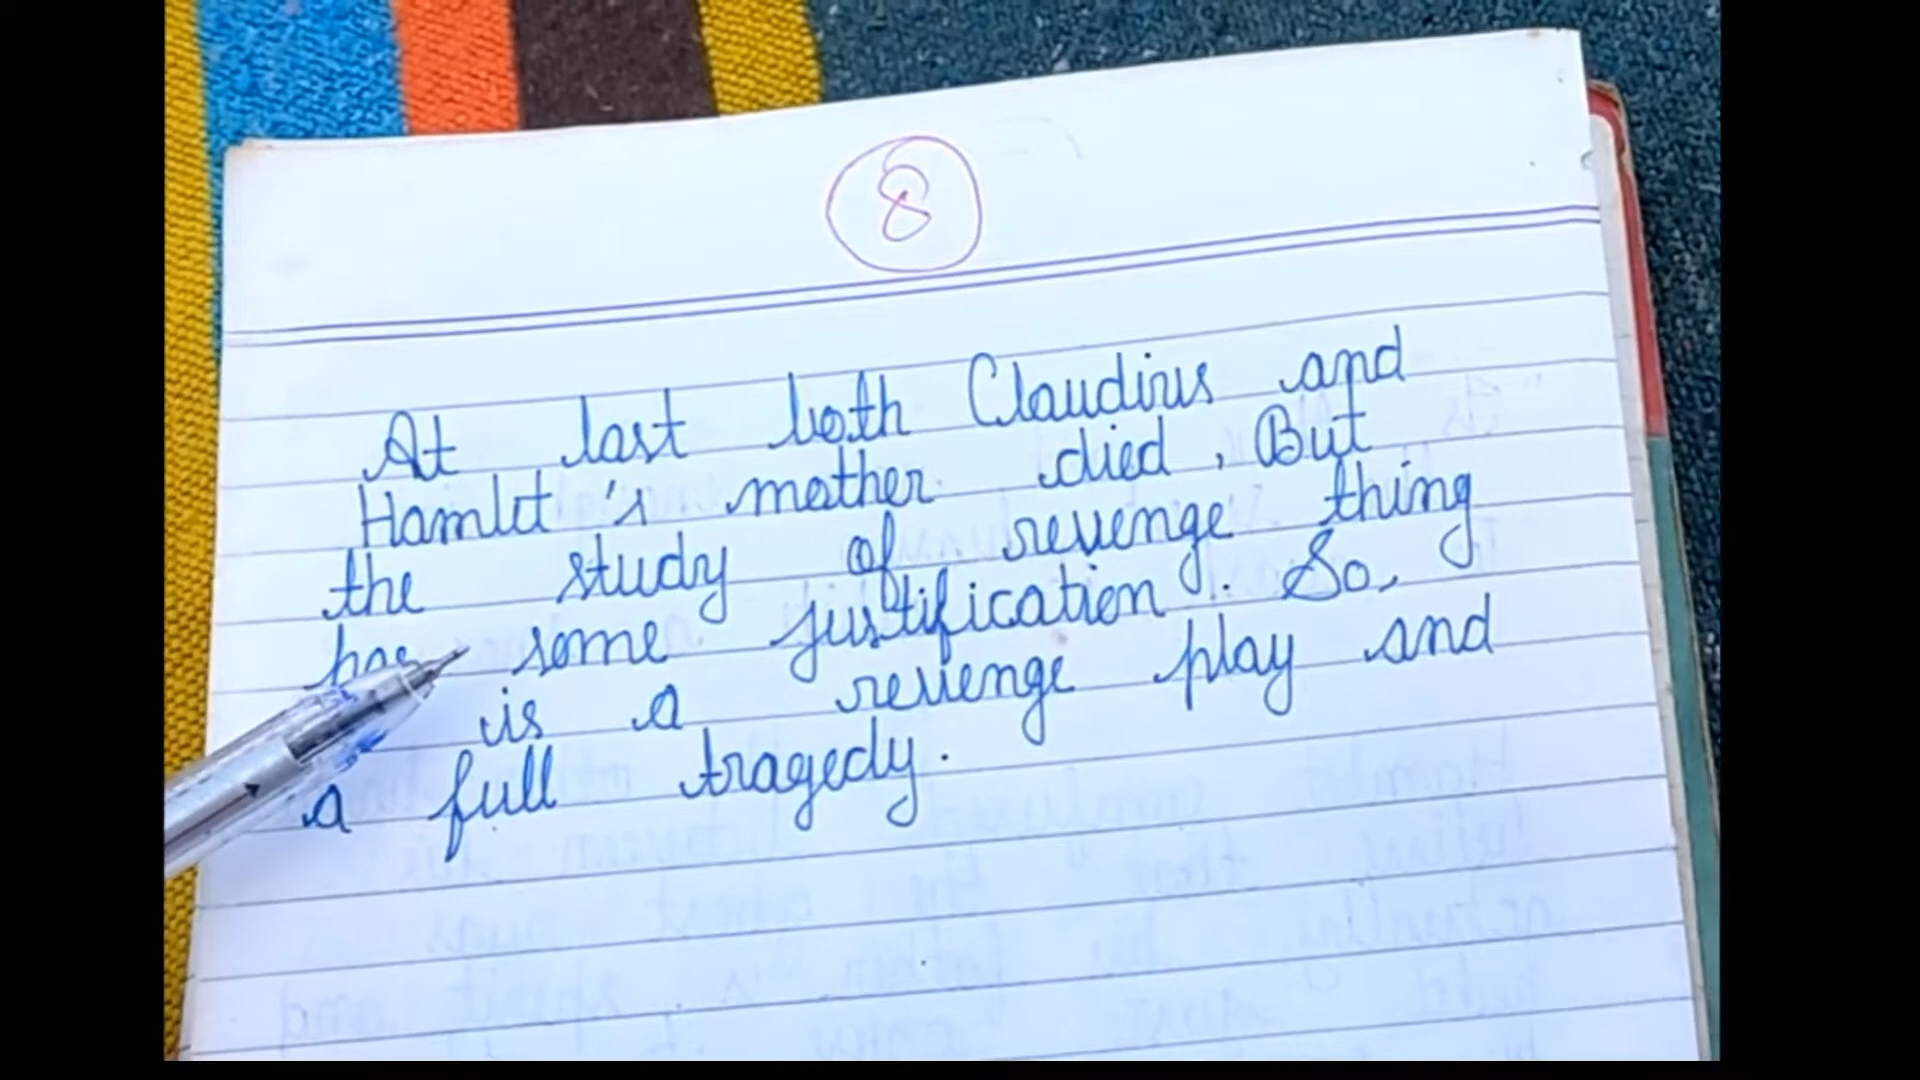 8
At last both Claudius and
Hamlet's mother died. But
the study of revenge thing
has some justification. So,
is a revenge play and
a full tragedy.